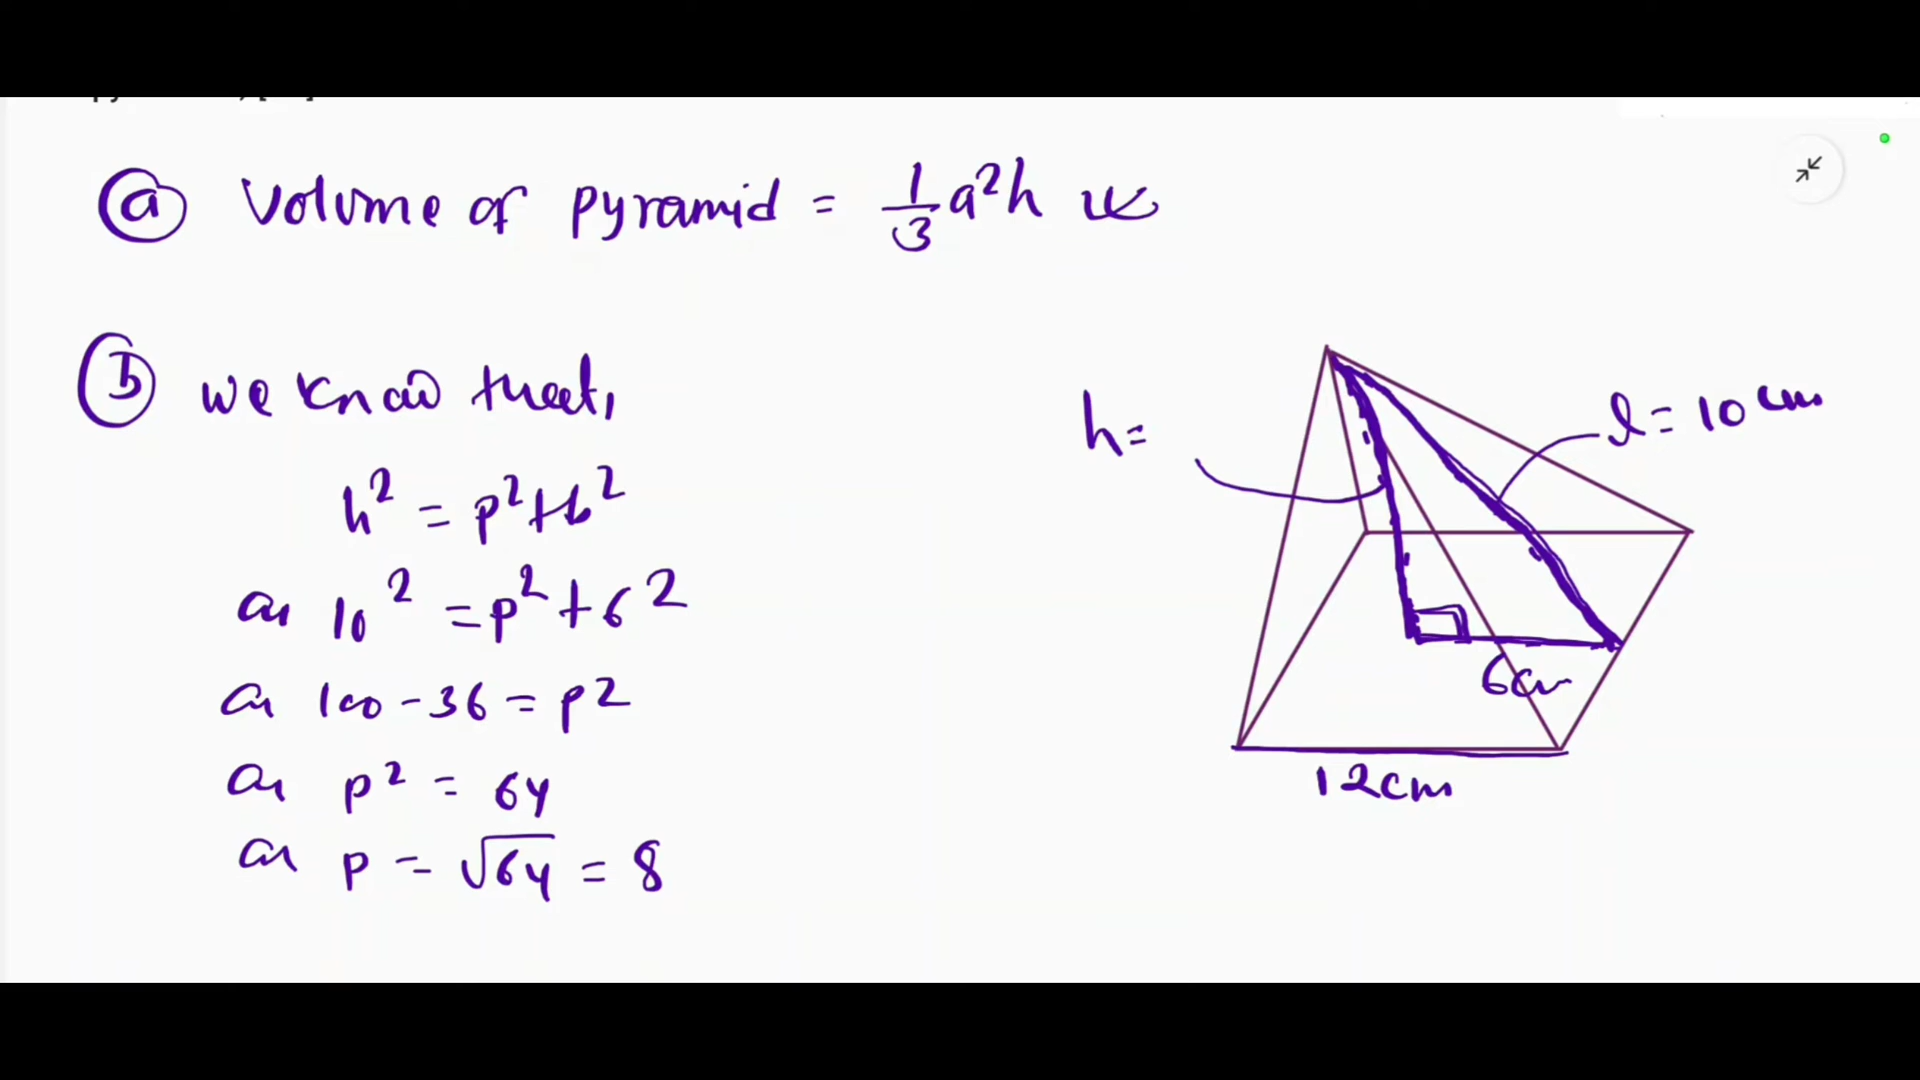 ⓐ Volume of pyramid = 1/3 a²h
ⓑ we know that,
h² = p² + b²
or 10² = p² + 6²
or 100 - 36 = p²
or p² = 64
or p = √64 = 8
h =
l = 10 cm
6cm
12cm